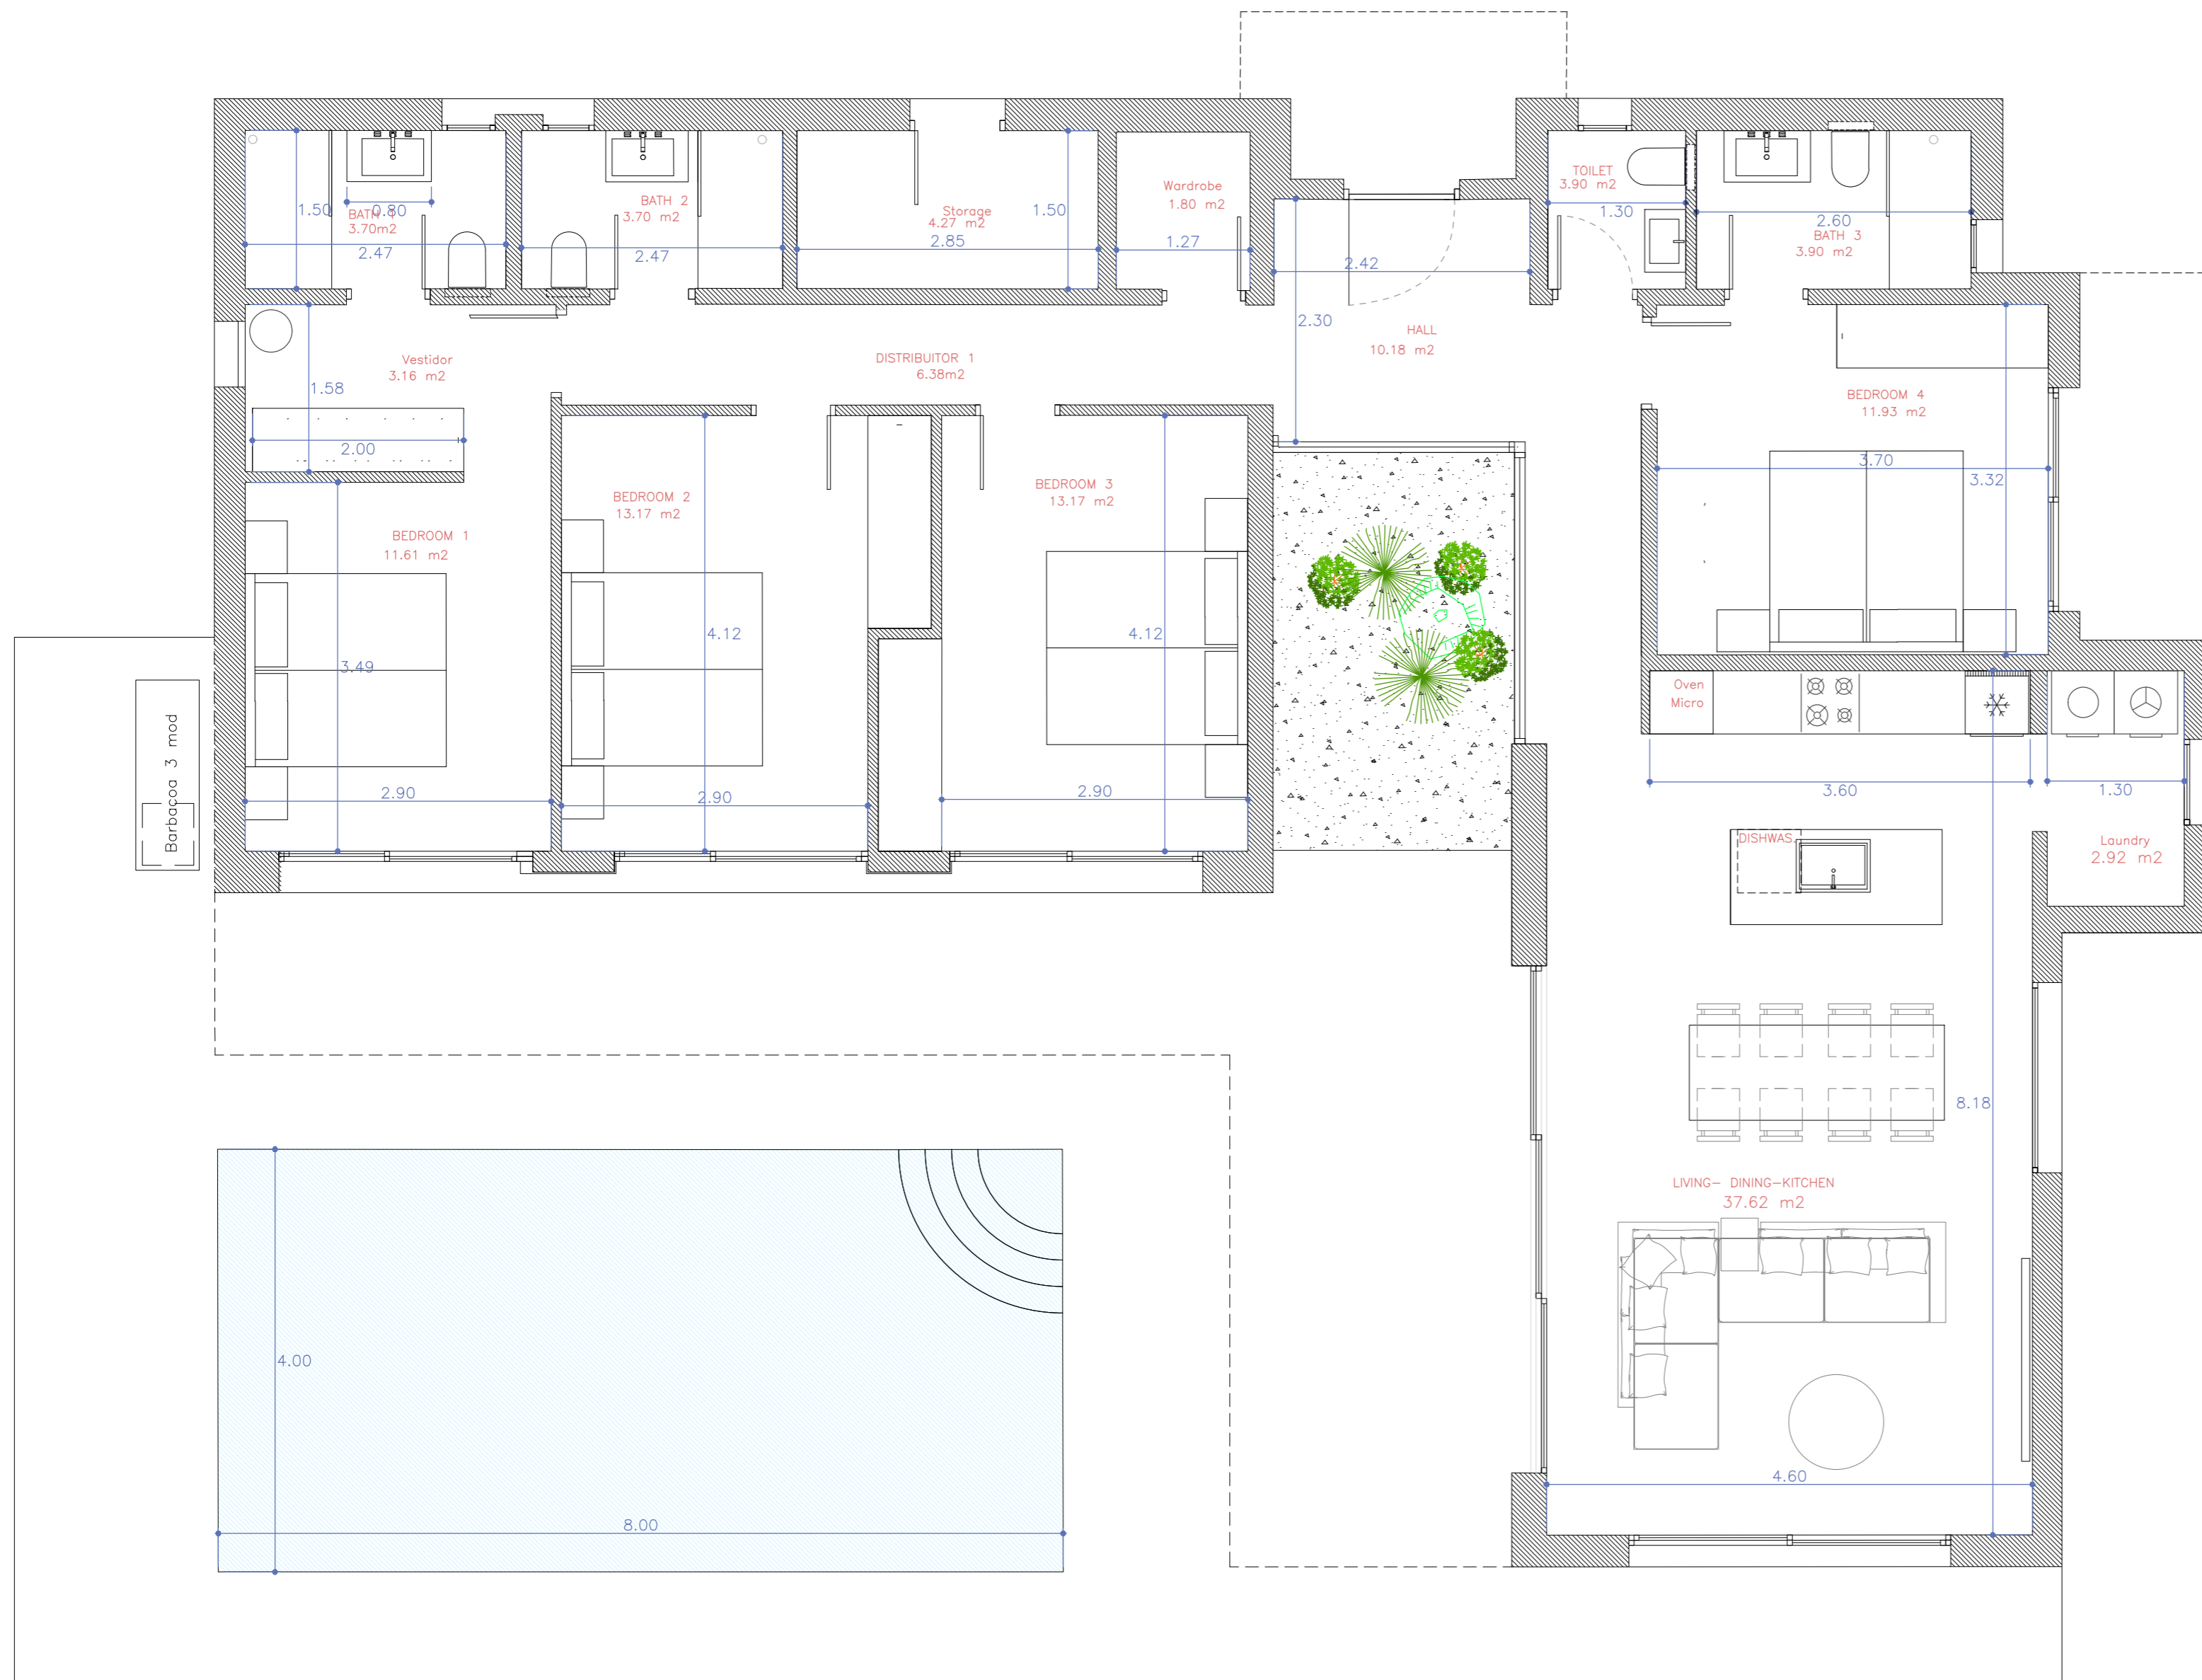 1.50
BATH 1
0.80
3.70m2
2.47
BATH 2
3.70 m2
2.47
Storage
4.27 m2
2.85
1.50
Wardrobe
1.80 m2
1.27
2.42
TOILET
3.90 m2
1.30
2.60
BATH 3
3.90 m2
2.30
HALL
10.18 m2
Vestidor
3.16 m2
1.58
2.00
DISTRIBUITOR 1
6.38m2
BEDROOM 4
11.93 m2
3.70
3.32
BEDROOM 1
11.61 m2
3.49
2.90
BEDROOM 2
13.17 m2
4.12
2.90
BEDROOM 3
13.17 m2
4.12
2.90
Barbacoa 3 mod
Oven
Micro
3.60
1.30
DISHWAS.
Laundry
2.92 m2
8.18
LIVING- DINING-KITCHEN
37.62 m2
4.60
4.00
8.00